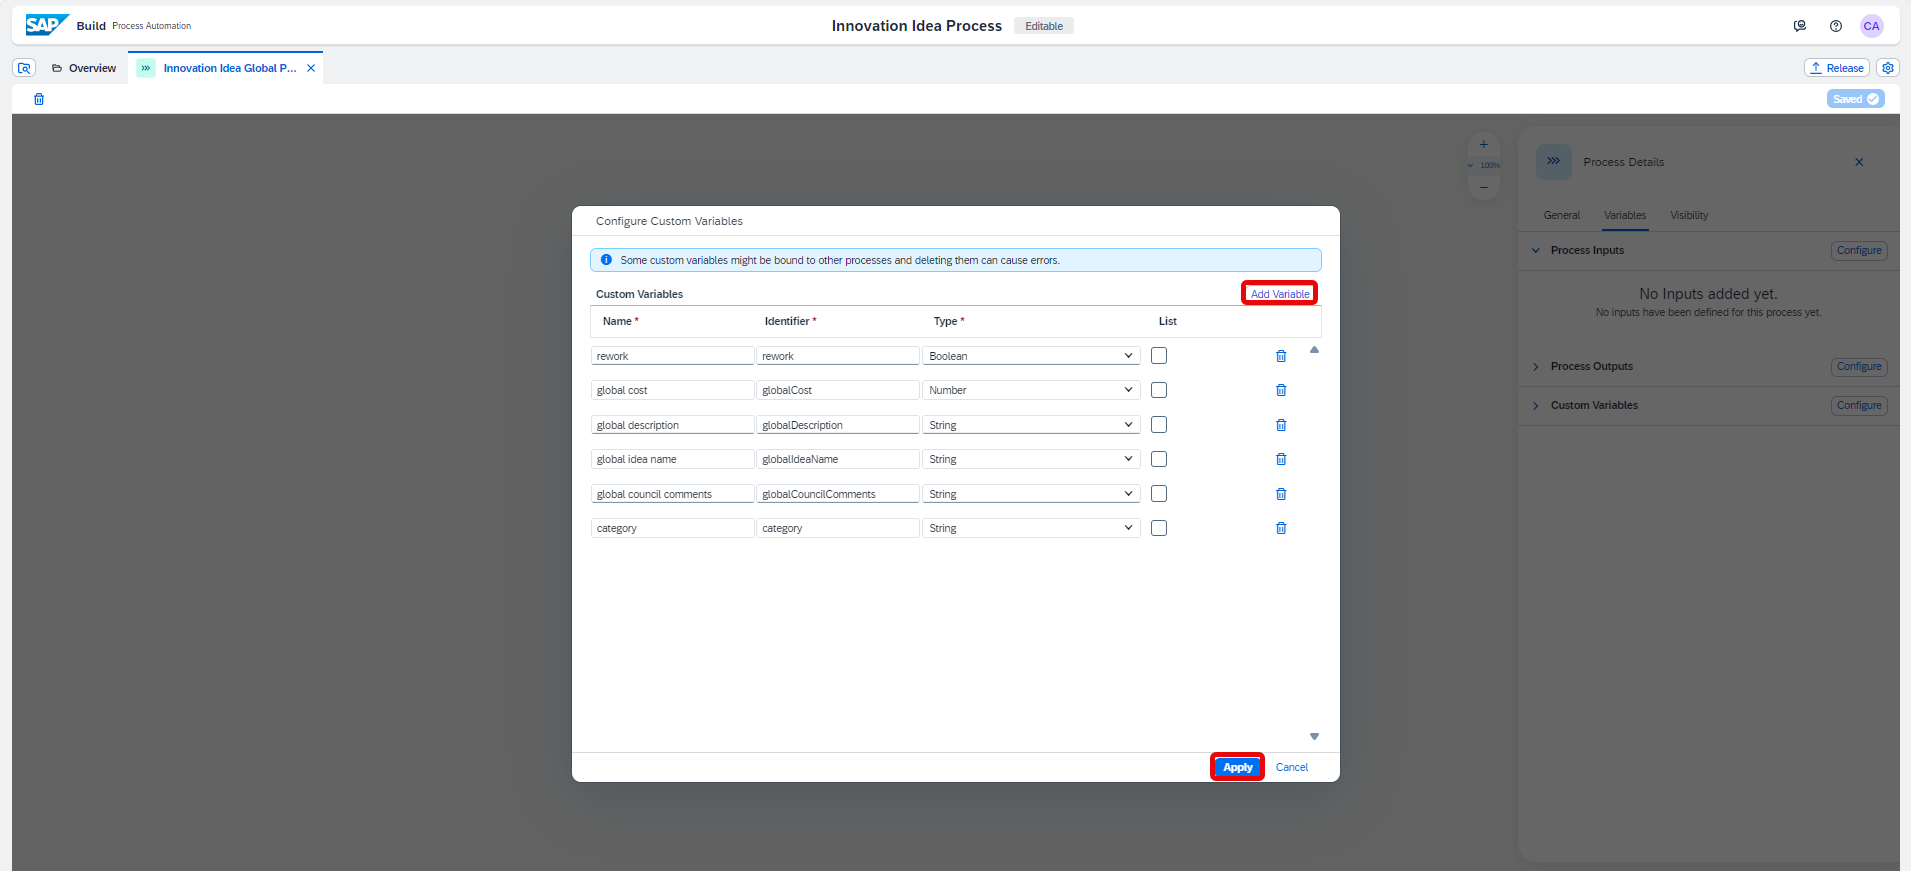 SAP Build Process Automation
Innovation Idea Process Editable
CA
Overview
Innovation Idea Global P...
Release
Saved
100%
Process Details
General Variables Visibility
Process Inputs Configure
No Inputs added yet.
No inputs have been defined for this process yet.
Process Outputs Configure
Custom Variables Configure
Configure Custom Variables
Some custom variables might be bound to other processes and deleting them can cause errors.
Custom Variables Add Variable
Name * Identifier * Type * List
rework rework Boolean
global cost globalCost Number
global description globalDescription String
global idea name globalIdeaName String
global council comments globalCouncilComments String
category category String
Apply Cancel